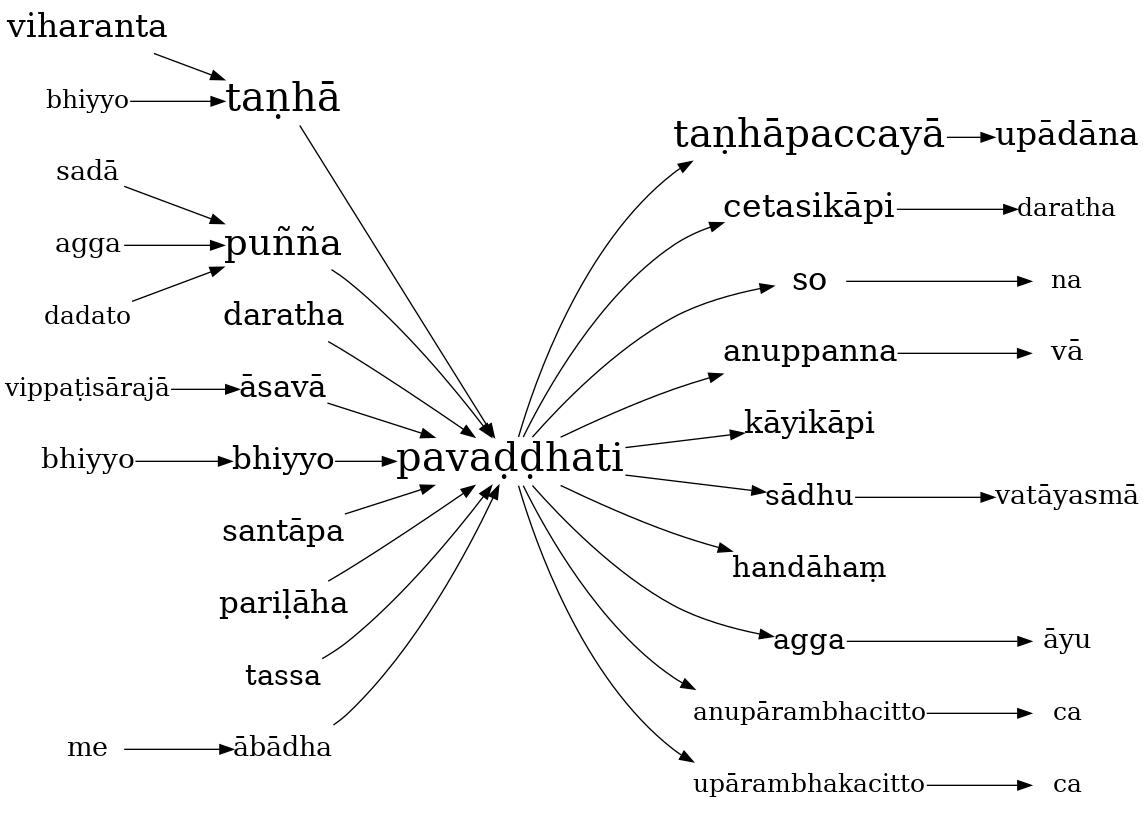 viharanta
bhiyyo
taṇhā
sadā
agga
puñña
dadato
daratha
vippaṭisārajā
āsavā
bhiyyo
bhiyyo
santāpa
pariḷāha
tassa
me
ābādha
pavaḍḍhati
taṇhāpaccayā
upādāna
cetasikāpi
daratha
so
na
anuppanna
vā
kāyikāpi
sādhu
vatāyasmā
handāhaṃ
agga
āyu
anupārambhacitto
ca
upārambhakacitto
ca